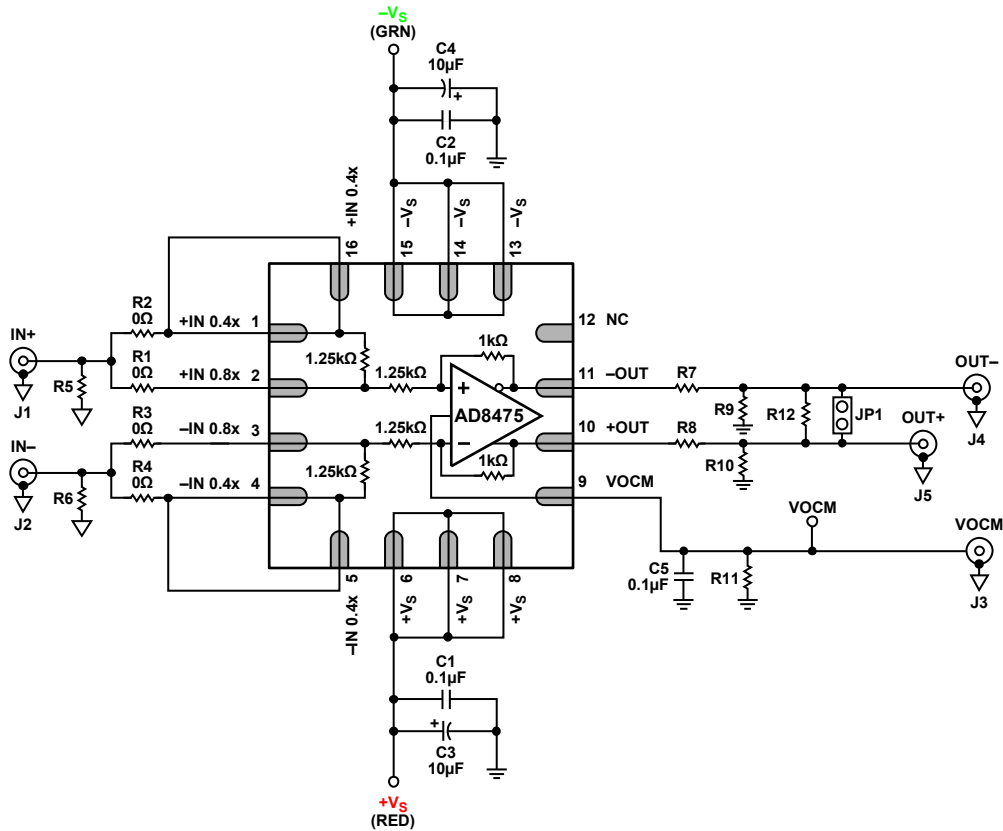 –VS
(GRN)
C4
10µF
+
C2
0.1µF
+IN 0.4x
–VS
–VS
–VS
16
15
14
13
R2
0Ω
+IN 0.4x 1
12 NC
IN+
R1
0Ω
1.25kΩ
1kΩ
R5
+IN 0.8x 2
1.25kΩ
11 –OUT
R7
OUT–
J1
R3
0Ω
+
AD8475
R9
R12
JP1
J4
IN–
–IN 0.8x 3
1.25kΩ
–
10 +OUT
R8
OUT+
R4
0Ω
1.25kΩ
1kΩ
R10
R6
–IN 0.4x 4
9 VOCM
J5
J2
VOCM
VOCM
C5
0.1µF
R11
J3
5
6
7
8
–IN 0.4x
+VS
+VS
+VS
C1
0.1µF
+
C3
10µF
+VS
(RED)